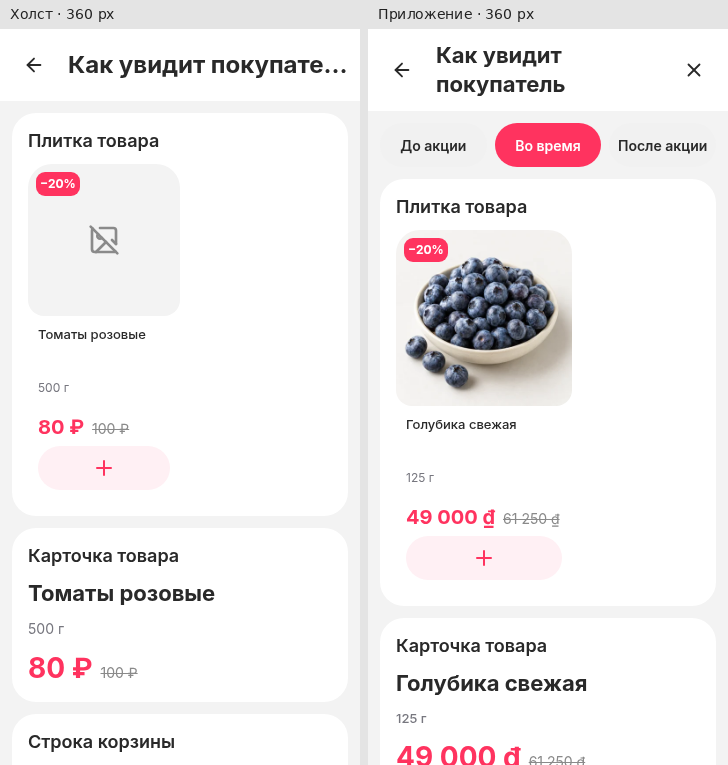 Холст · 360 px
Как увидит покупате...
Плитка товара
−20%
Томаты розовые
500 г
80 ₽ 100 ₽
Карточка товара
Томаты розовые
500 г
80 ₽ 100 ₽
Строка корзины
Приложение · 360 px
Как увидит
покупатель
До акции Во время После акции
Плитка товара
−20%
Голубика свежая
125 г
49 000 ₫ 61 250 ₫
Карточка товара
Голубика свежая
125 г
49 000 ₫ 61 250 ₫